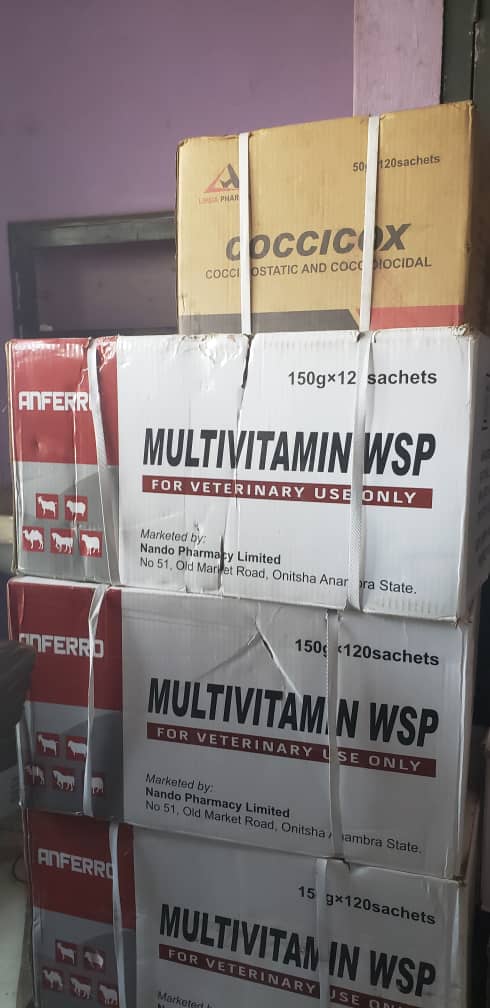 50g×120sachets
COCCICOX
COCCIDIOSTATIC AND COCCIDIOCIDAL
ANFERRO
150g×120sachets
MULTIVITAMIN WSP
FOR VETERINARY USE ONLY
Marketed by:
Nando Pharmacy Limited
No 51, Old Market Road, Onitsha Anambra State.
ANFERRO
150g×120sachets
MULTIVITAMIN WSP
FOR VETERINARY USE ONLY
Marketed by:
Nando Pharmacy Limited
No 51, Old Market Road, Onitsha Anambra State.
ANFERRO
150g×120sachets
MULTIVITAMIN WSP
FOR VETERINARY USE ONLY
Marketed